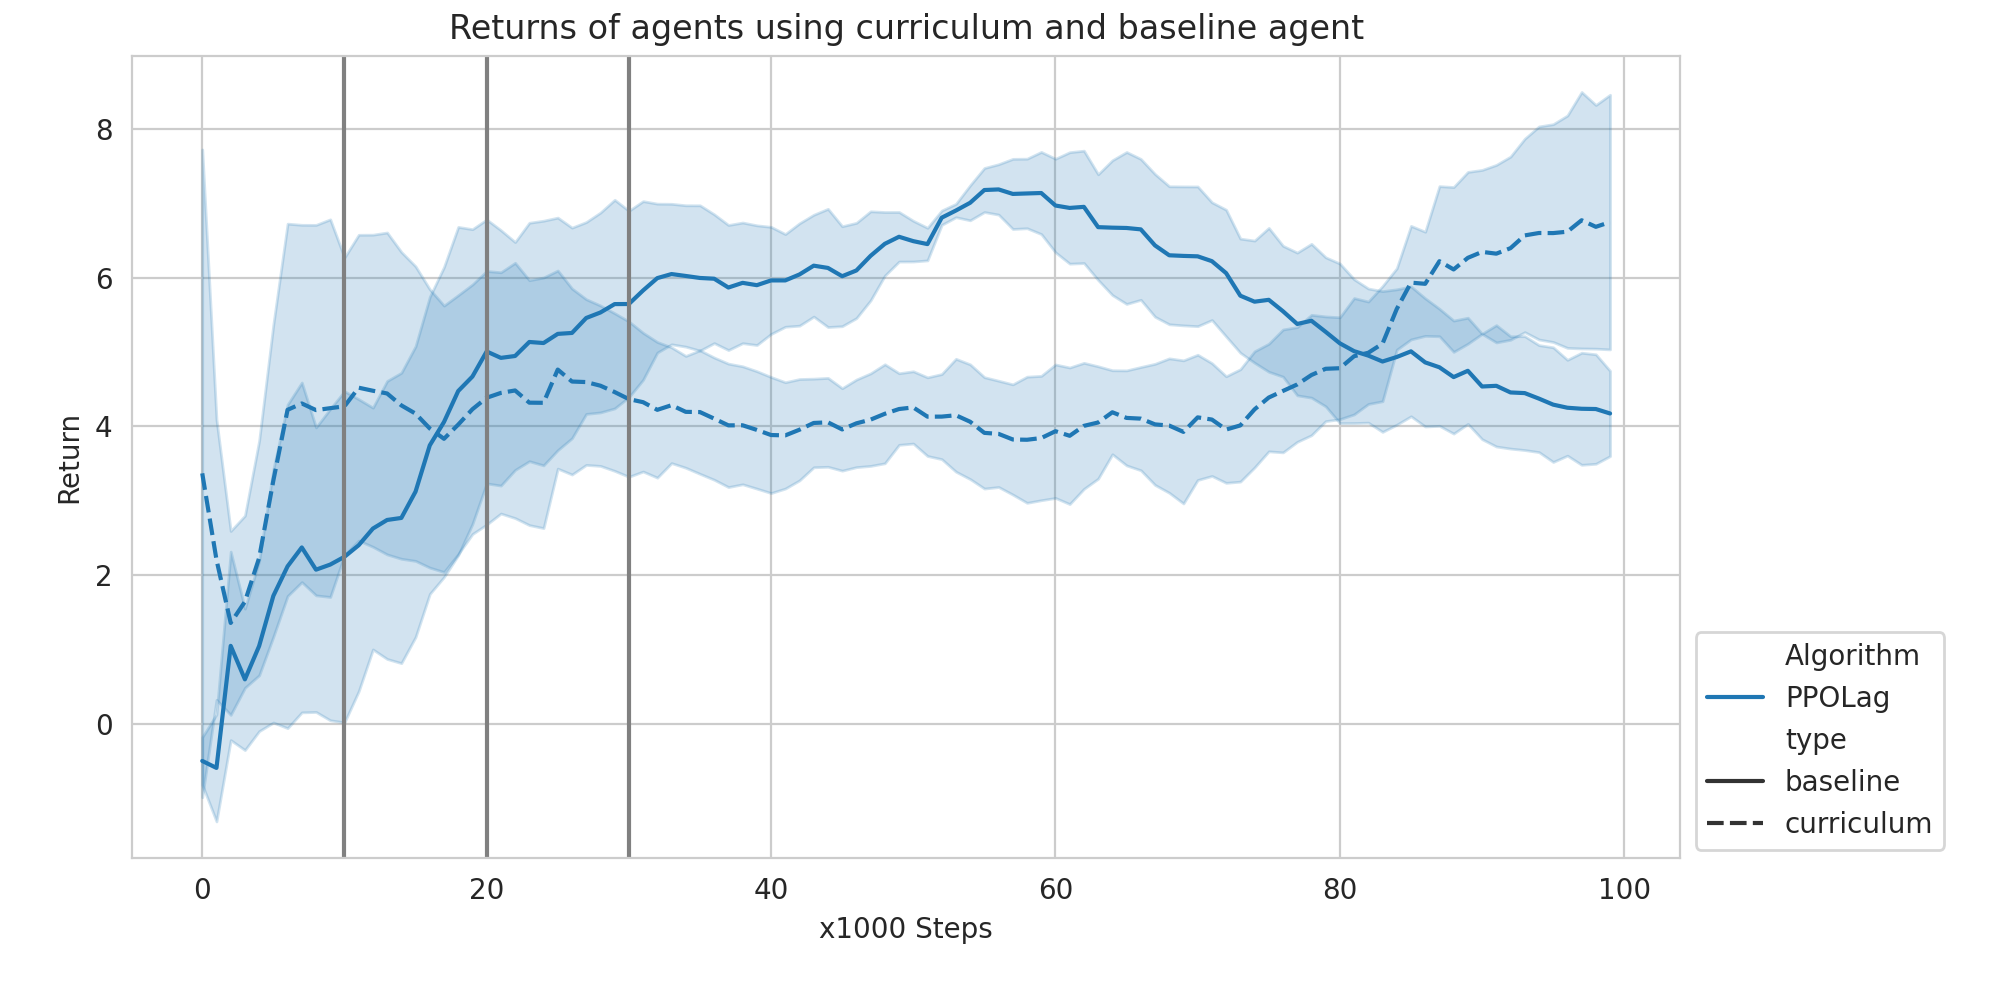 Returns of agents using curriculum and baseline agent
8
6
4
2
0
Return
0 20 40 60 80 100
x1000 Steps
Algorithm
PPOLag
type
baseline
curriculum